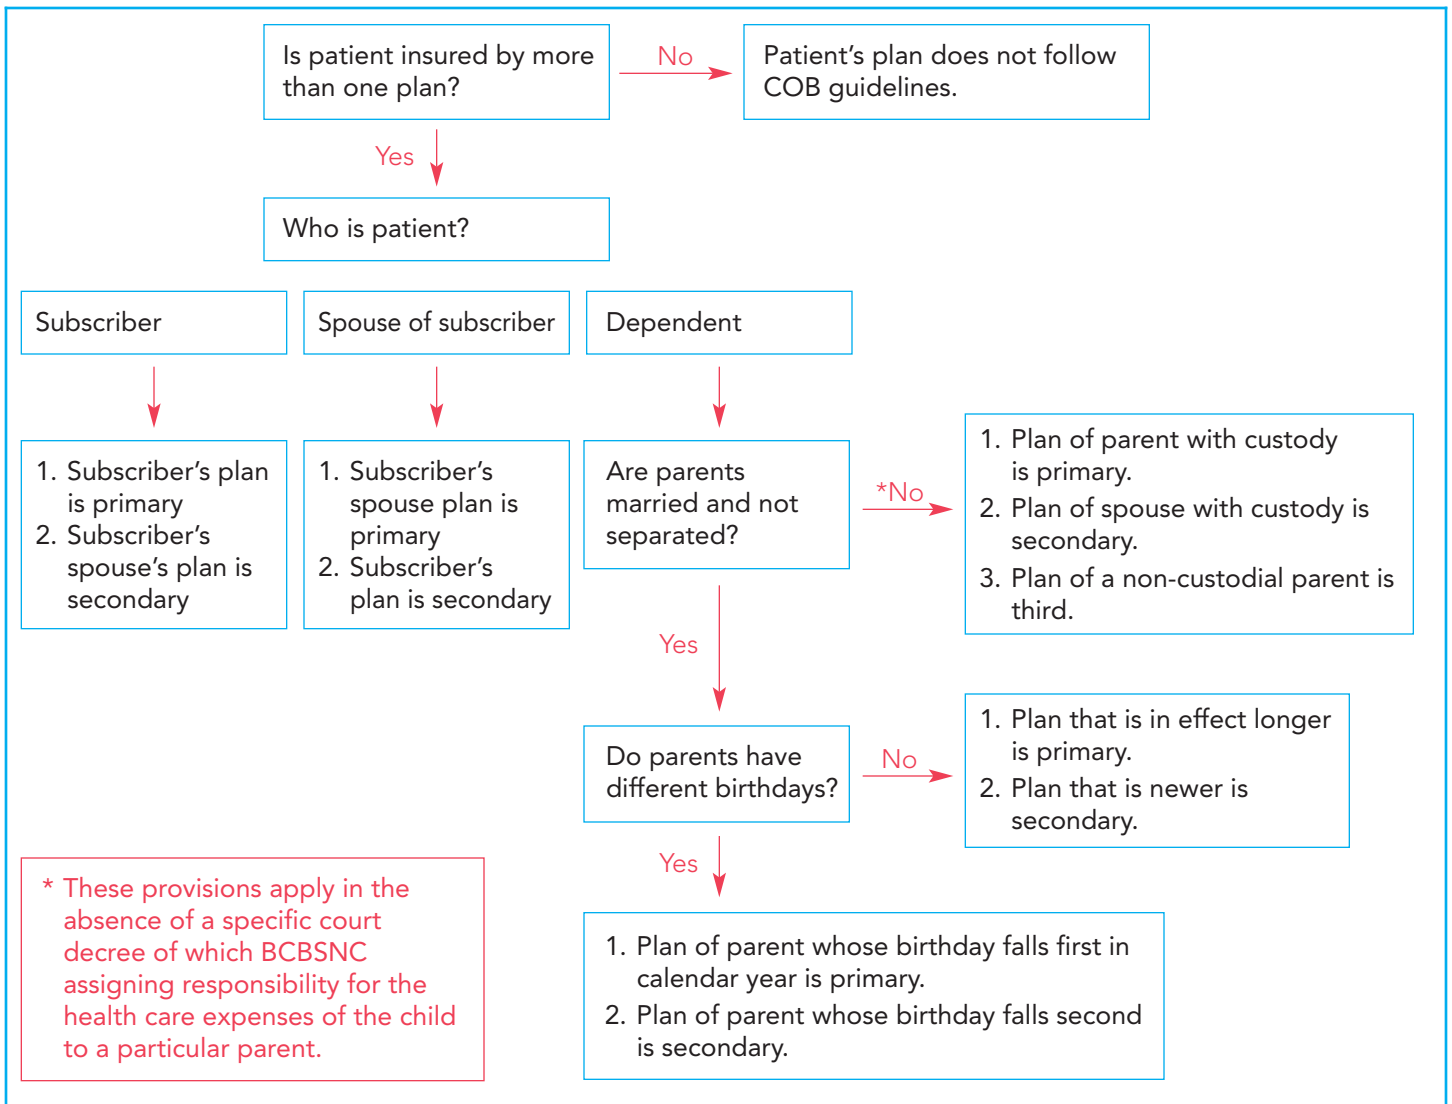 Is patient insured by more
than one plan?
No
Patient’s plan does not follow
COB guidelines.
Yes
Who is patient?
Subscriber
Spouse of subscriber
Dependent
1. Subscriber’s plan
is primary
2. Subscriber’s
spouse’s plan is
secondary
1. Subscriber’s
spouse plan is
primary
2. Subscriber’s
plan is secondary
Are parents
married and not
separated?
*No
1. Plan of parent with custody
is primary.
2. Plan of spouse with custody is
secondary.
3. Plan of a non-custodial parent is
third.
Yes
Do parents have
different birthdays?
No
1. Plan that is in effect longer
is primary.
2. Plan that is newer is
secondary.
Yes
1. Plan of parent whose birthday falls first in
calendar year is primary.
2. Plan of parent whose birthday falls second
is secondary.
* These provisions apply in the
absence of a specific court
decree of which BCBSNC
assigning responsibility for the
health care expenses of the child
to a particular parent.